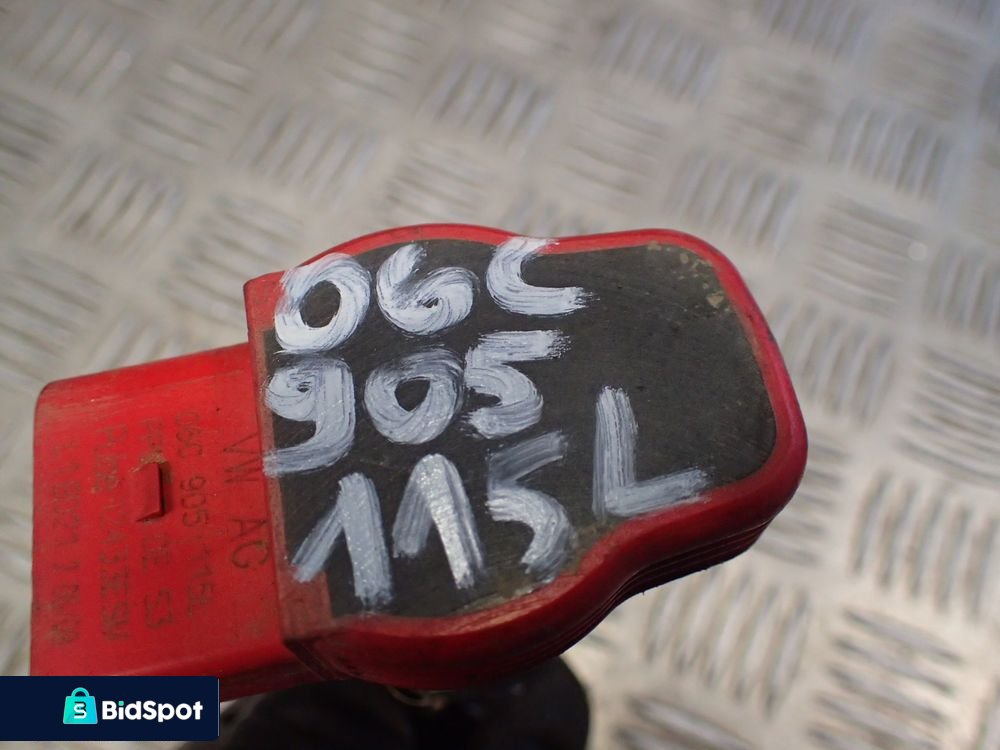 06C
905
115L
VW AG
06C 905 115L
BidSpot